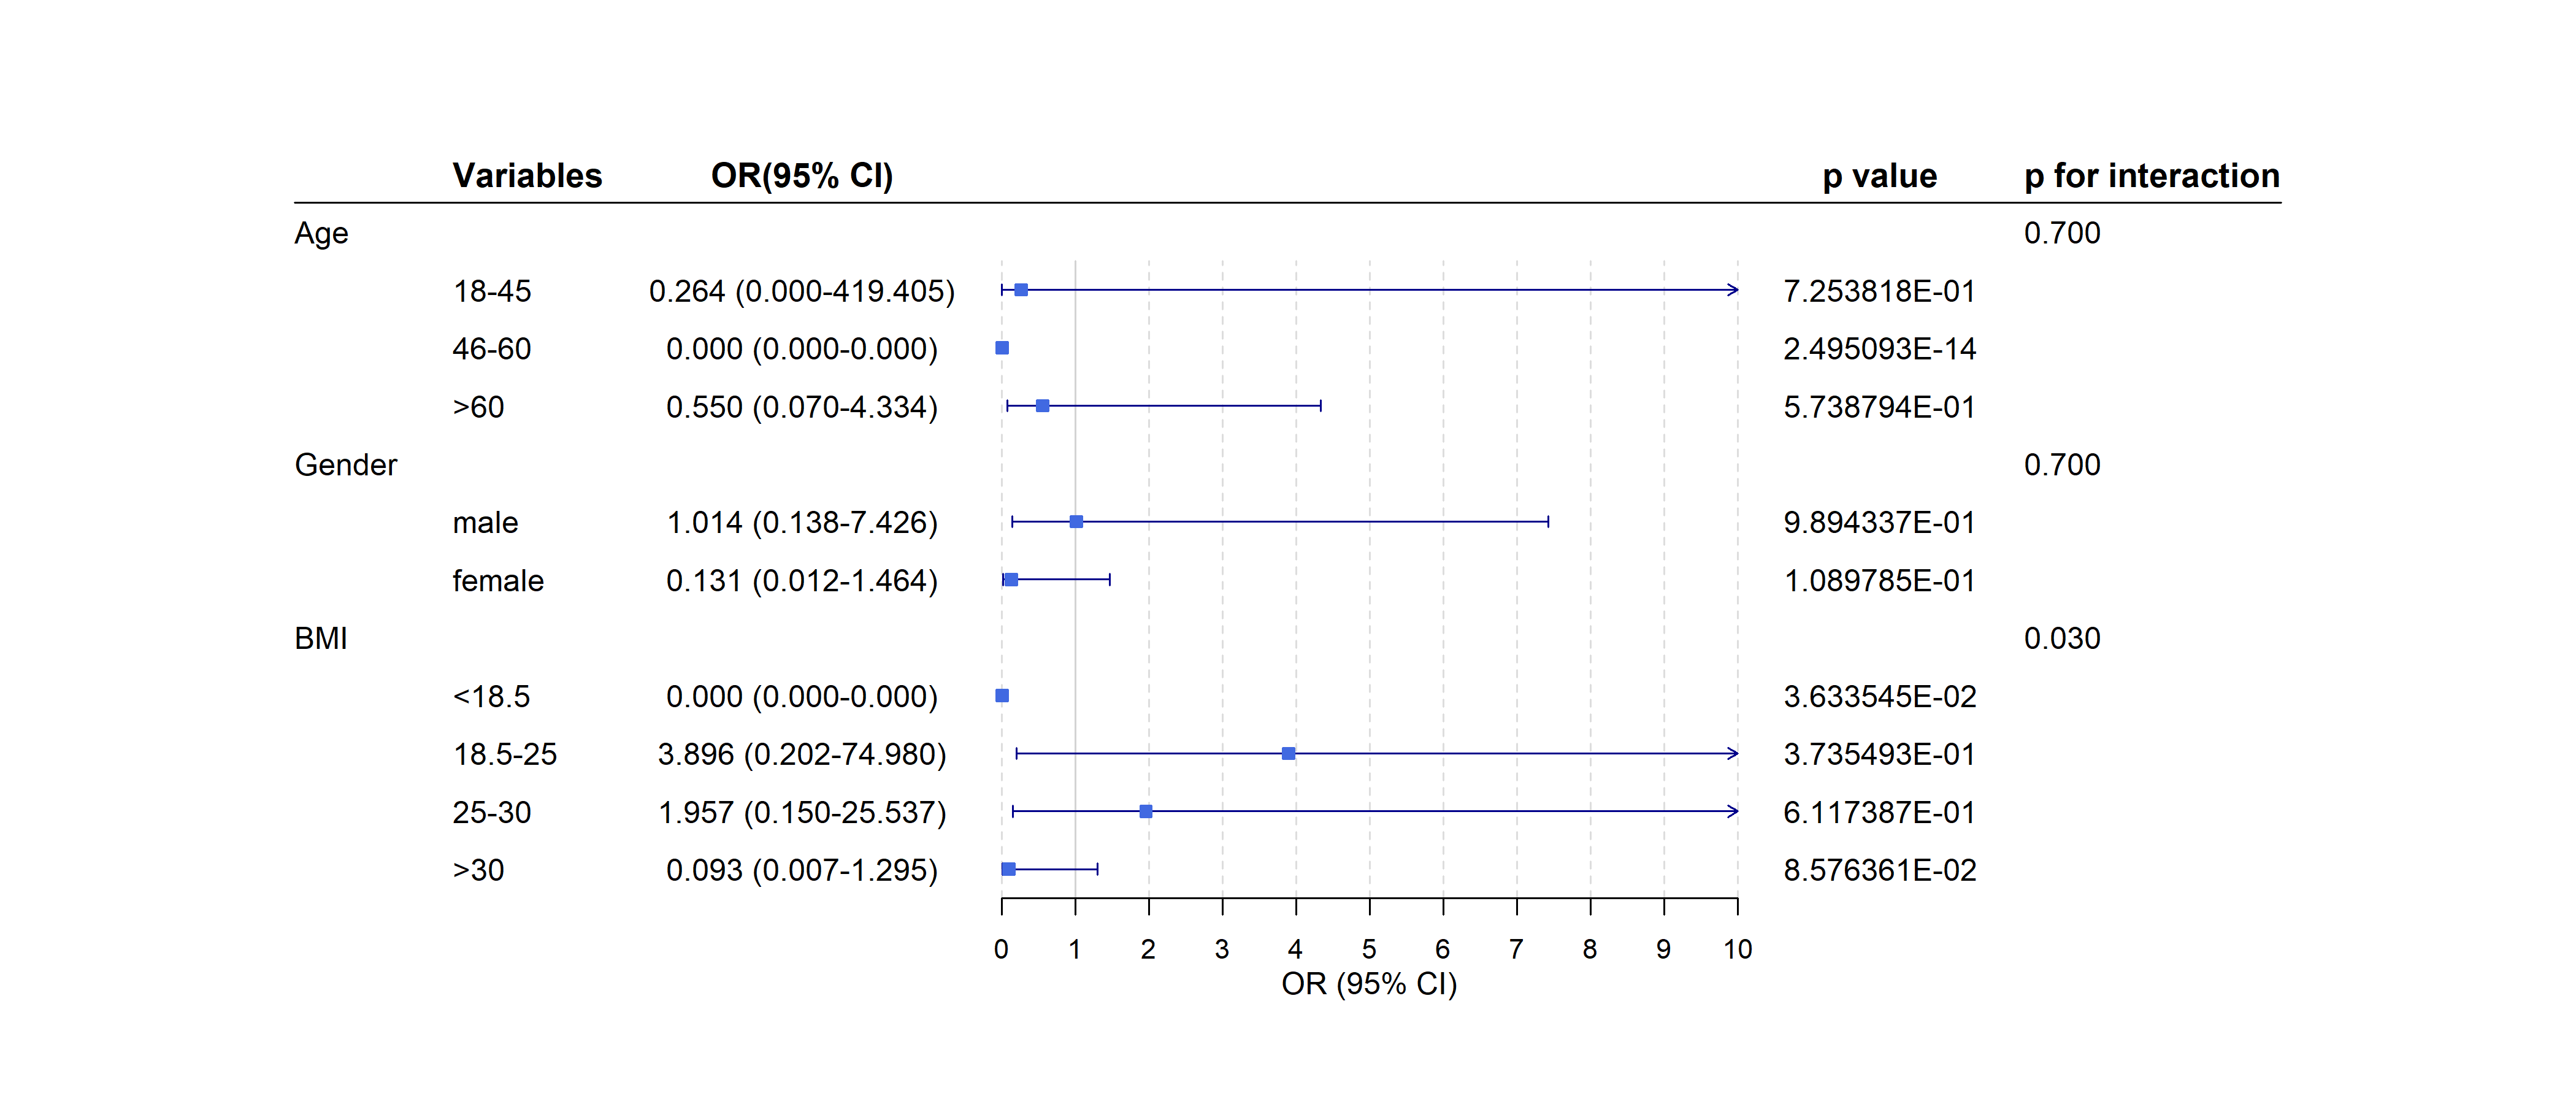 Variables OR(95% CI) p value p for interaction
Age 0.700
18-45 0.264 (0.000-419.405) 7.253818E-01
46-60 0.000 (0.000-0.000) 2.495093E-14
>60 0.550 (0.070-4.334) 5.738794E-01
Gender 0.700
male 1.014 (0.138-7.426) 9.894337E-01
female 0.131 (0.012-1.464) 1.089785E-01
BMI 0.030
<18.5 0.000 (0.000-0.000) 3.633545E-02
18.5-25 3.896 (0.202-74.980) 3.735493E-01
25-30 1.957 (0.150-25.537) 6.117387E-01
>30 0.093 (0.007-1.295) 8.576361E-02
0 1 2 3 4 5 6 7 8 9 10
OR (95% CI)